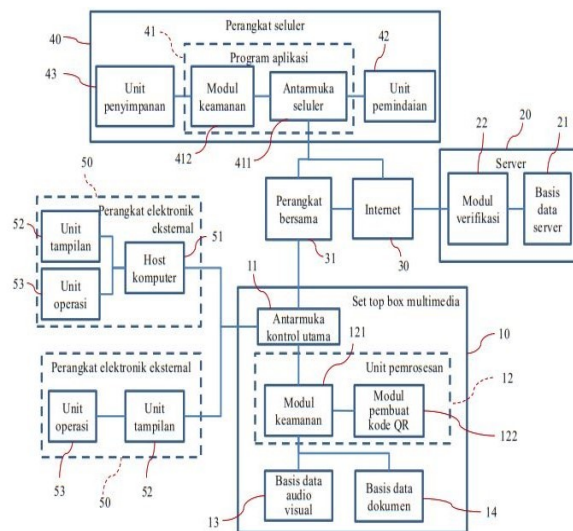 Perangkat seluler
40
41
42
Program aplikasi
43
Unit
penyimpanan
Modul
keamanan
Antarmuka
seluler
Unit
pemindaian
412
411
20
21
22
Server
Modul
verifikasi
Basis
data
server
50
Perangkat elektronik
eksternal
52
Unit
tampilan
51
Host
komputer
53
Unit
operasi
Perangkat
bersama
Internet
31
30
11
Set top box multimedia
Antarmuka
kontrol utama
121
10
Unit pemrosesan
12
Modul
keamanan
Modul
pembuat
kode QR
122
Perangkat elektronik eksternal
Unit
operasi
Unit
tampilan
53
50
52
Basis data
audio
visual
Basis data
dokumen
13
14